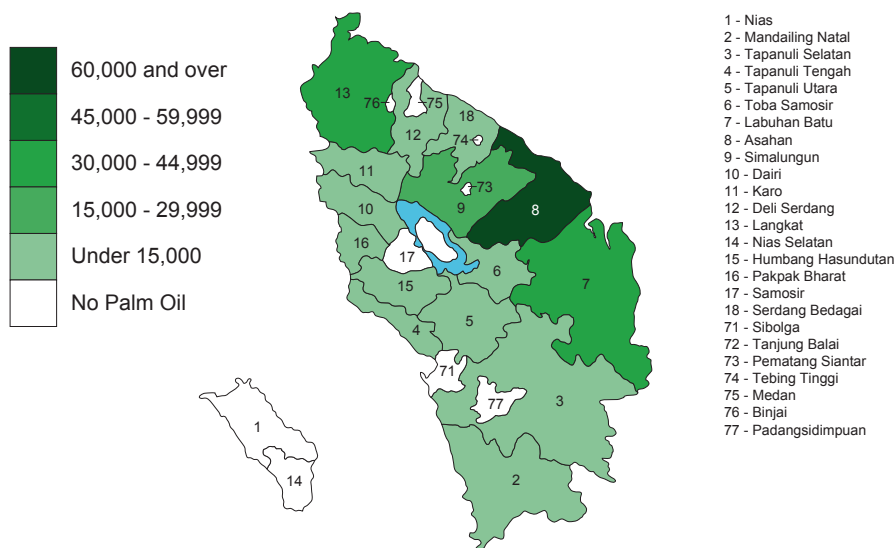 60,000 and over
45,000 - 59,999
30,000 - 44,999
15,000 - 29,999
Under 15,000
No Palm Oil
13
76
75
18
12
74
11
73
9
8
10
16
17
6
7
15
5
4
71
77
3
1
14
2
1 - Nias
2 - Mandailing Natal
3 - Tapanuli Selatan
4 - Tapanuli Tengah
5 - Tapanuli Utara
6 - Toba Samosir
7 - Labuhan Batu
8 - Asahan
9 - Simalungun
10 - Dairi
11 - Karo
12 - Deli Serdang
13 - Langkat
14 - Nias Selatan
15 - Humbang Hasundutan
16 - Pakpak Bharat
17 - Samosir
18 - Serdang Bedagai
71 - Sibolga
72 - Tanjung Balai
73 - Pematang Siantar
74 - Tebing Tinggi
75 - Medan
76 - Binjai
77 - Padangsidimpuan